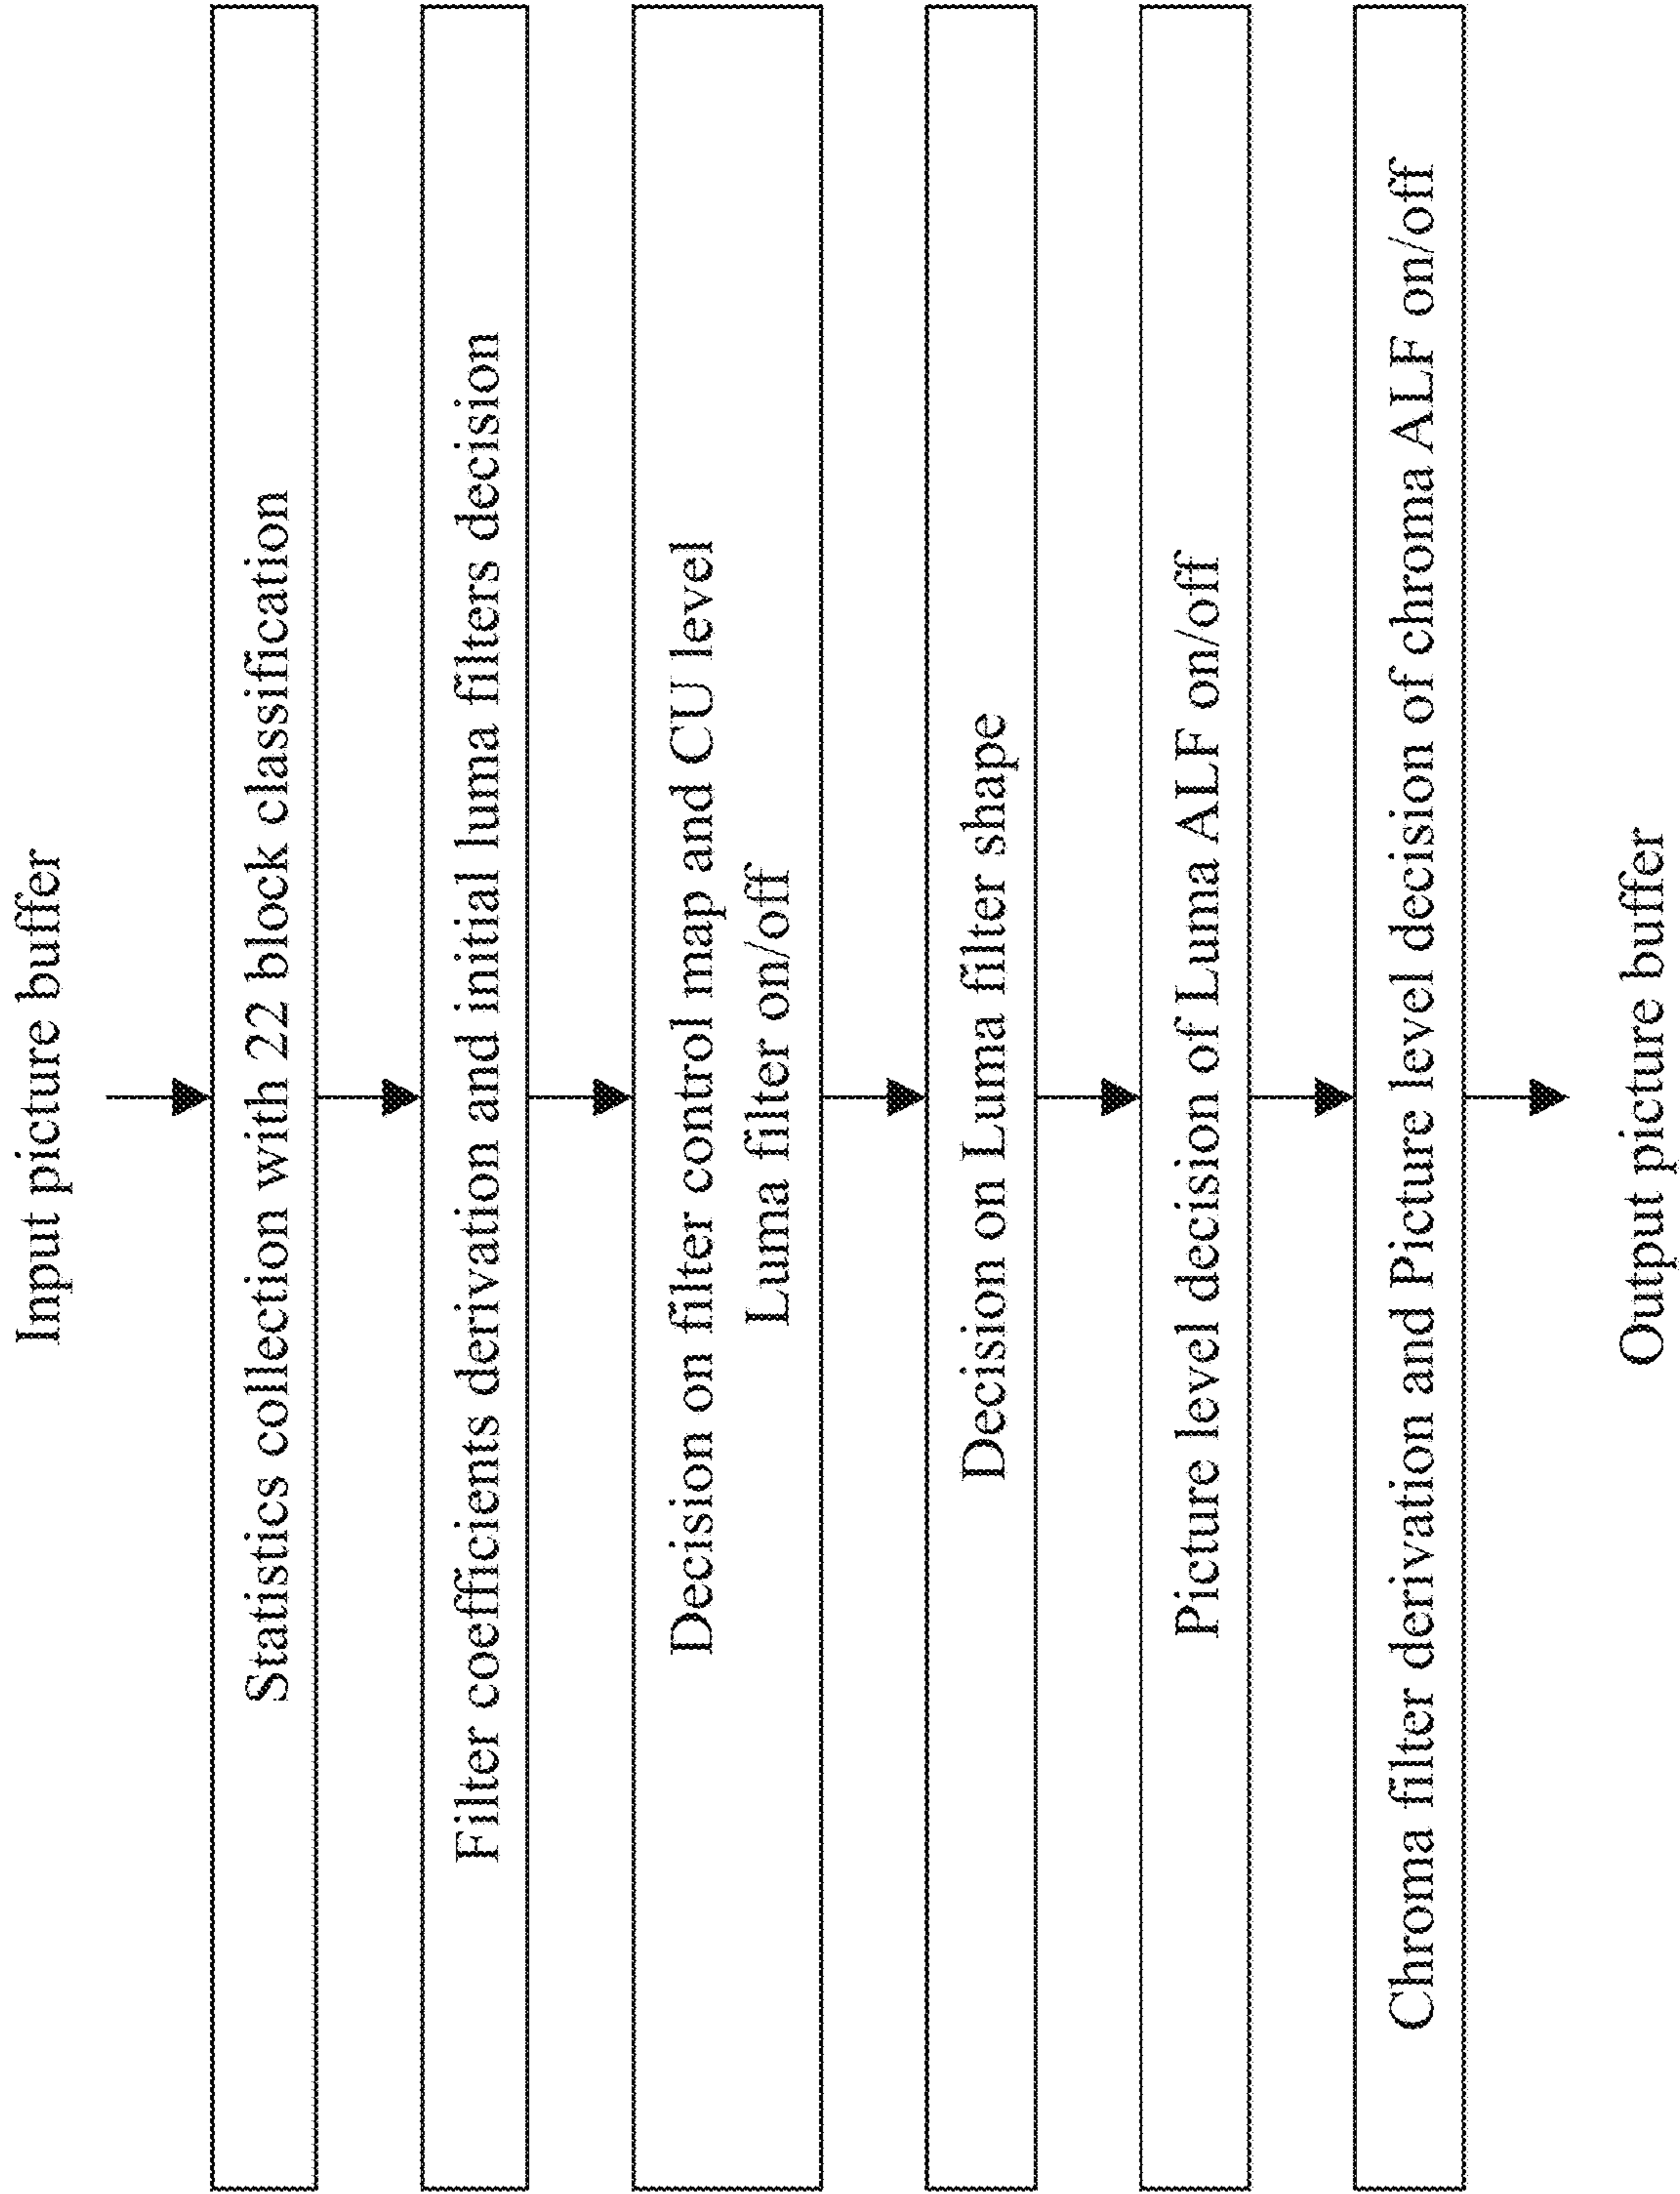 Input picture buffer
Statistics collection with 22 block classification
Filter coefficients derivation and initial luma filters decision
Decision on filter control map and CU level
Luma filter on/off
Decision on Luma filter shape
Picture level decision of Luma ALF on/off
Chroma filter derivation and Picture level decision of chroma ALF on/off
Output picture buffer